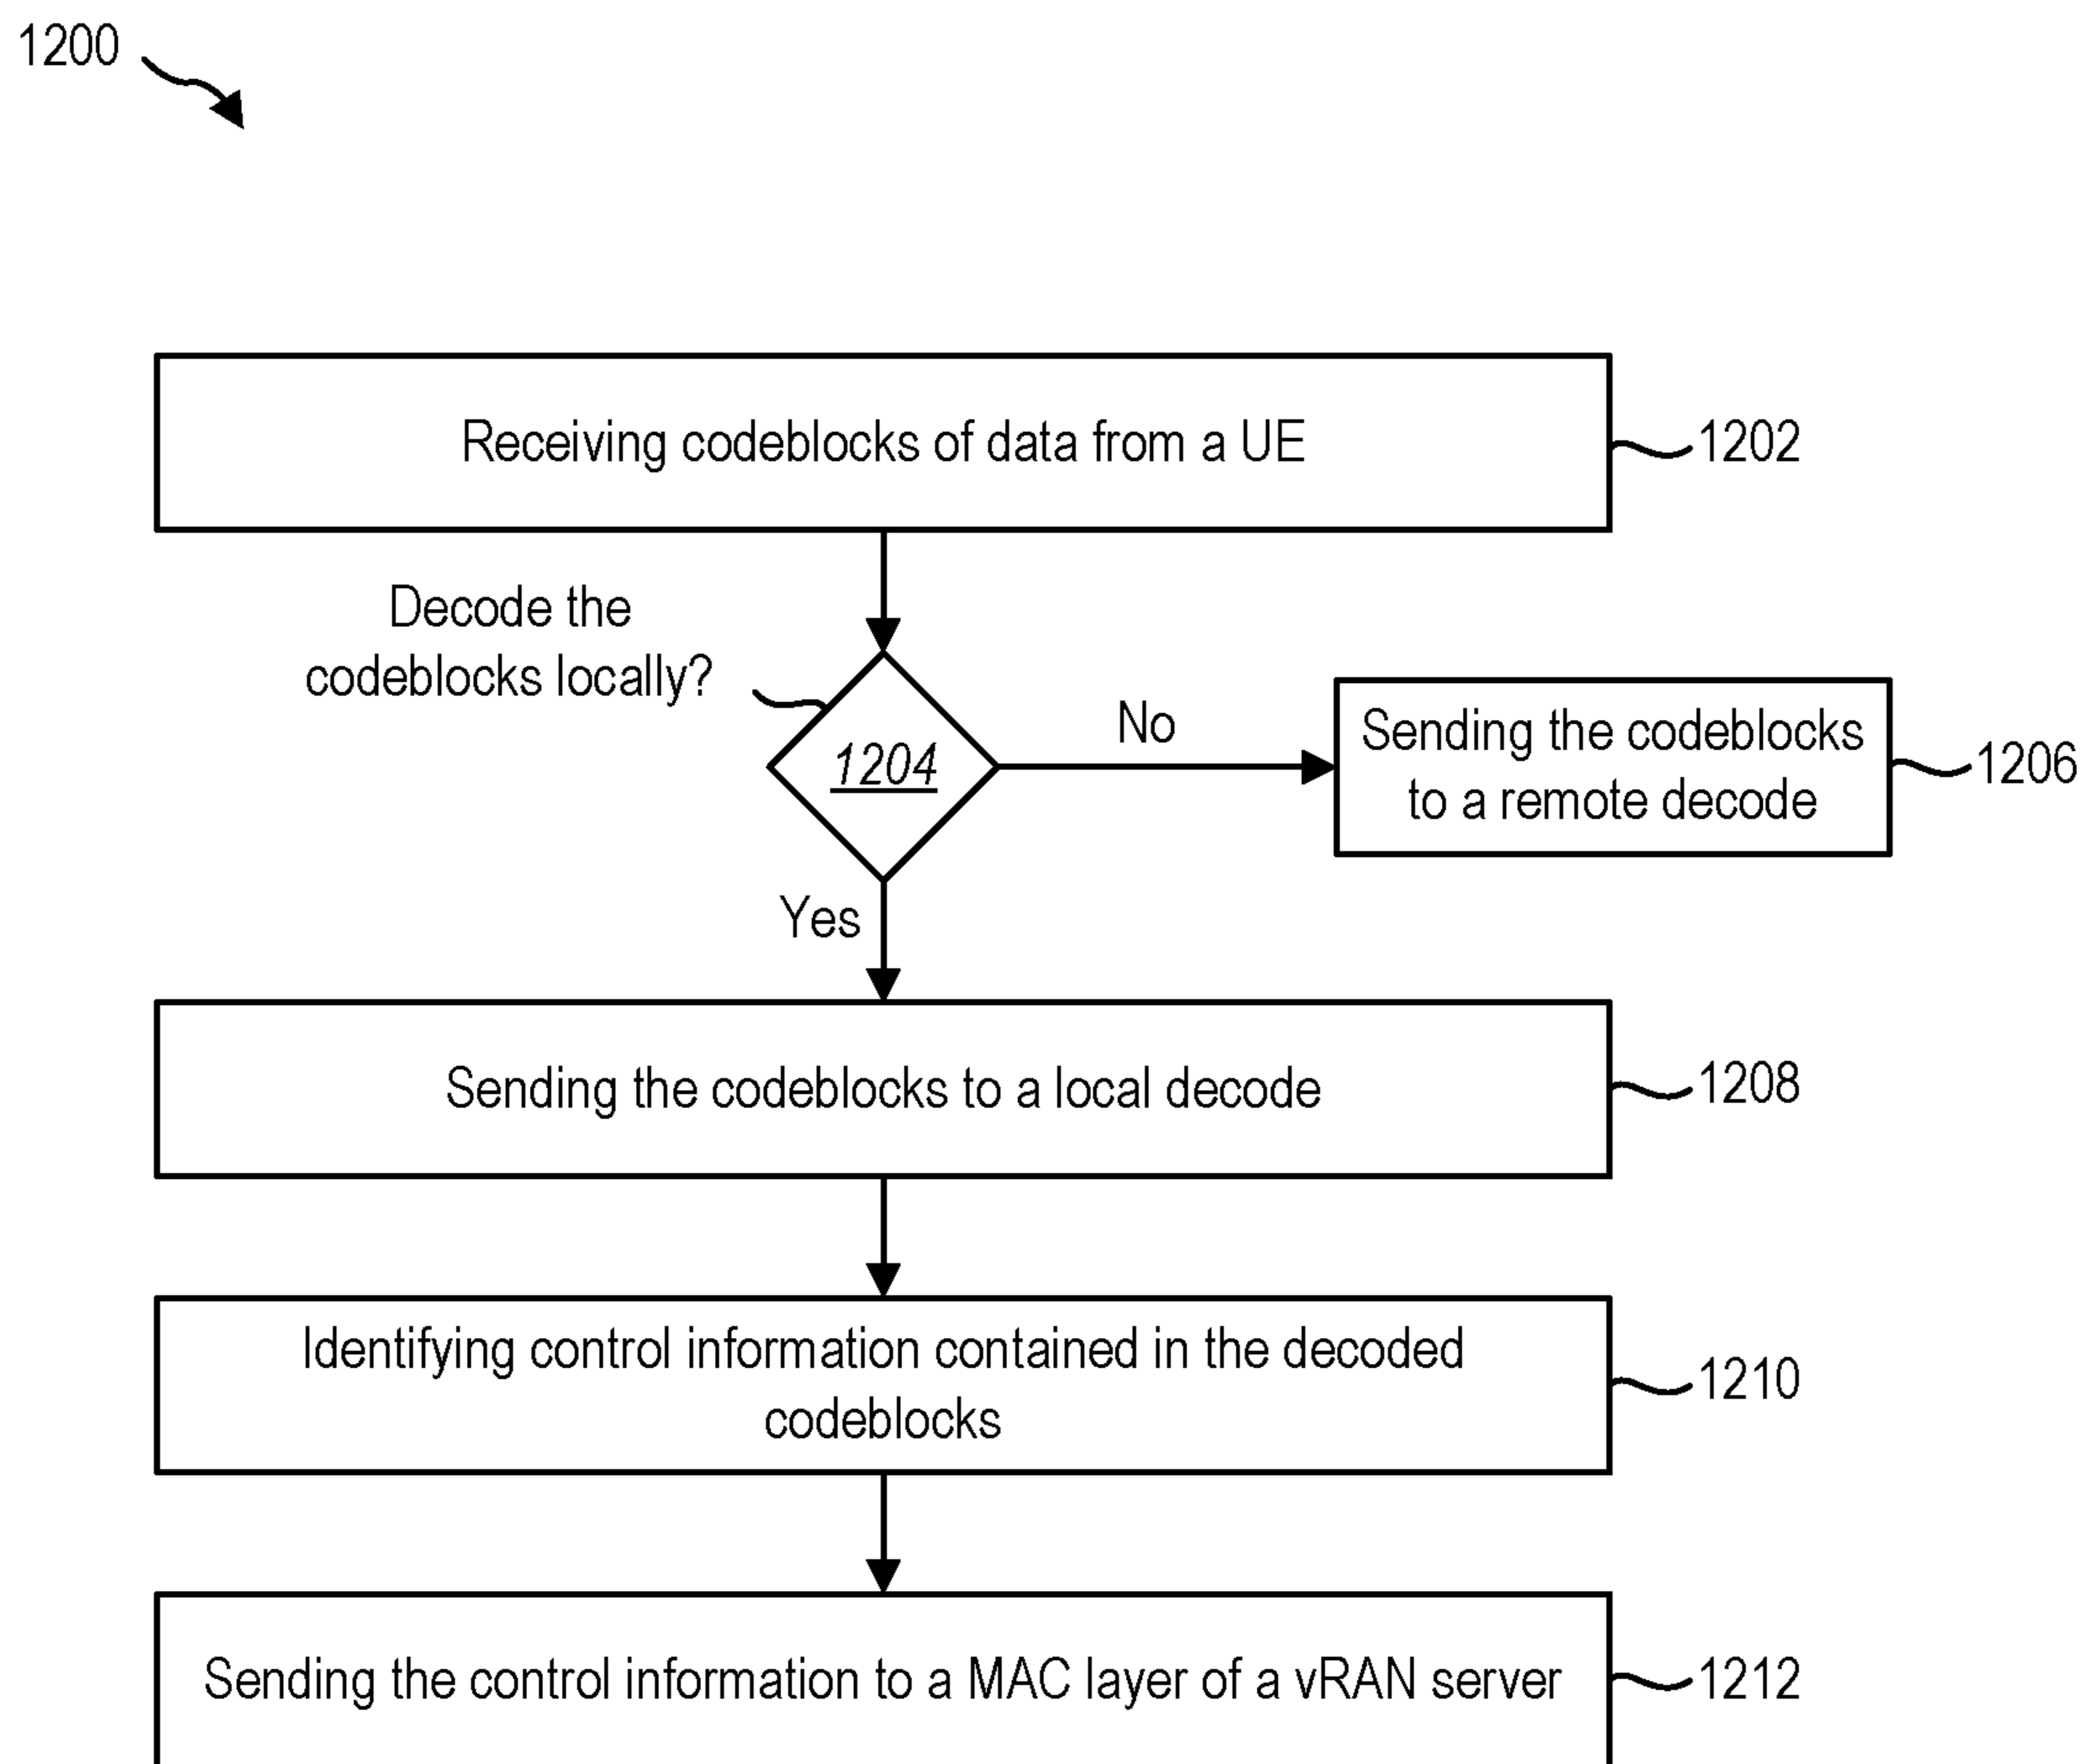 1200
Receiving codeblocks of data from a UE
1202
Decode the
codeblocks locally?
1204
No
Sending the codeblocks
to a remote decode
1206
Yes
Sending the codeblocks to a local decode
1208
Identifying control information contained in the decoded
codeblocks
1210
Sending the control information to a MAC layer of a vRAN server
1212